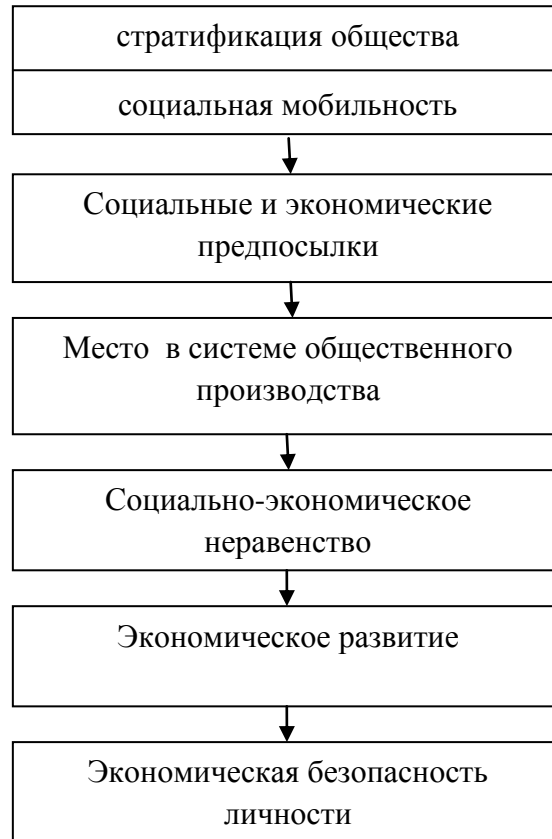 стратификация общества
социальная мобильность
Социальные и экономические
предпосылки
Место в системе общественного
производства
Социально-экономическое
неравенство
Экономическое развитие
Экономическая безопасность
личности